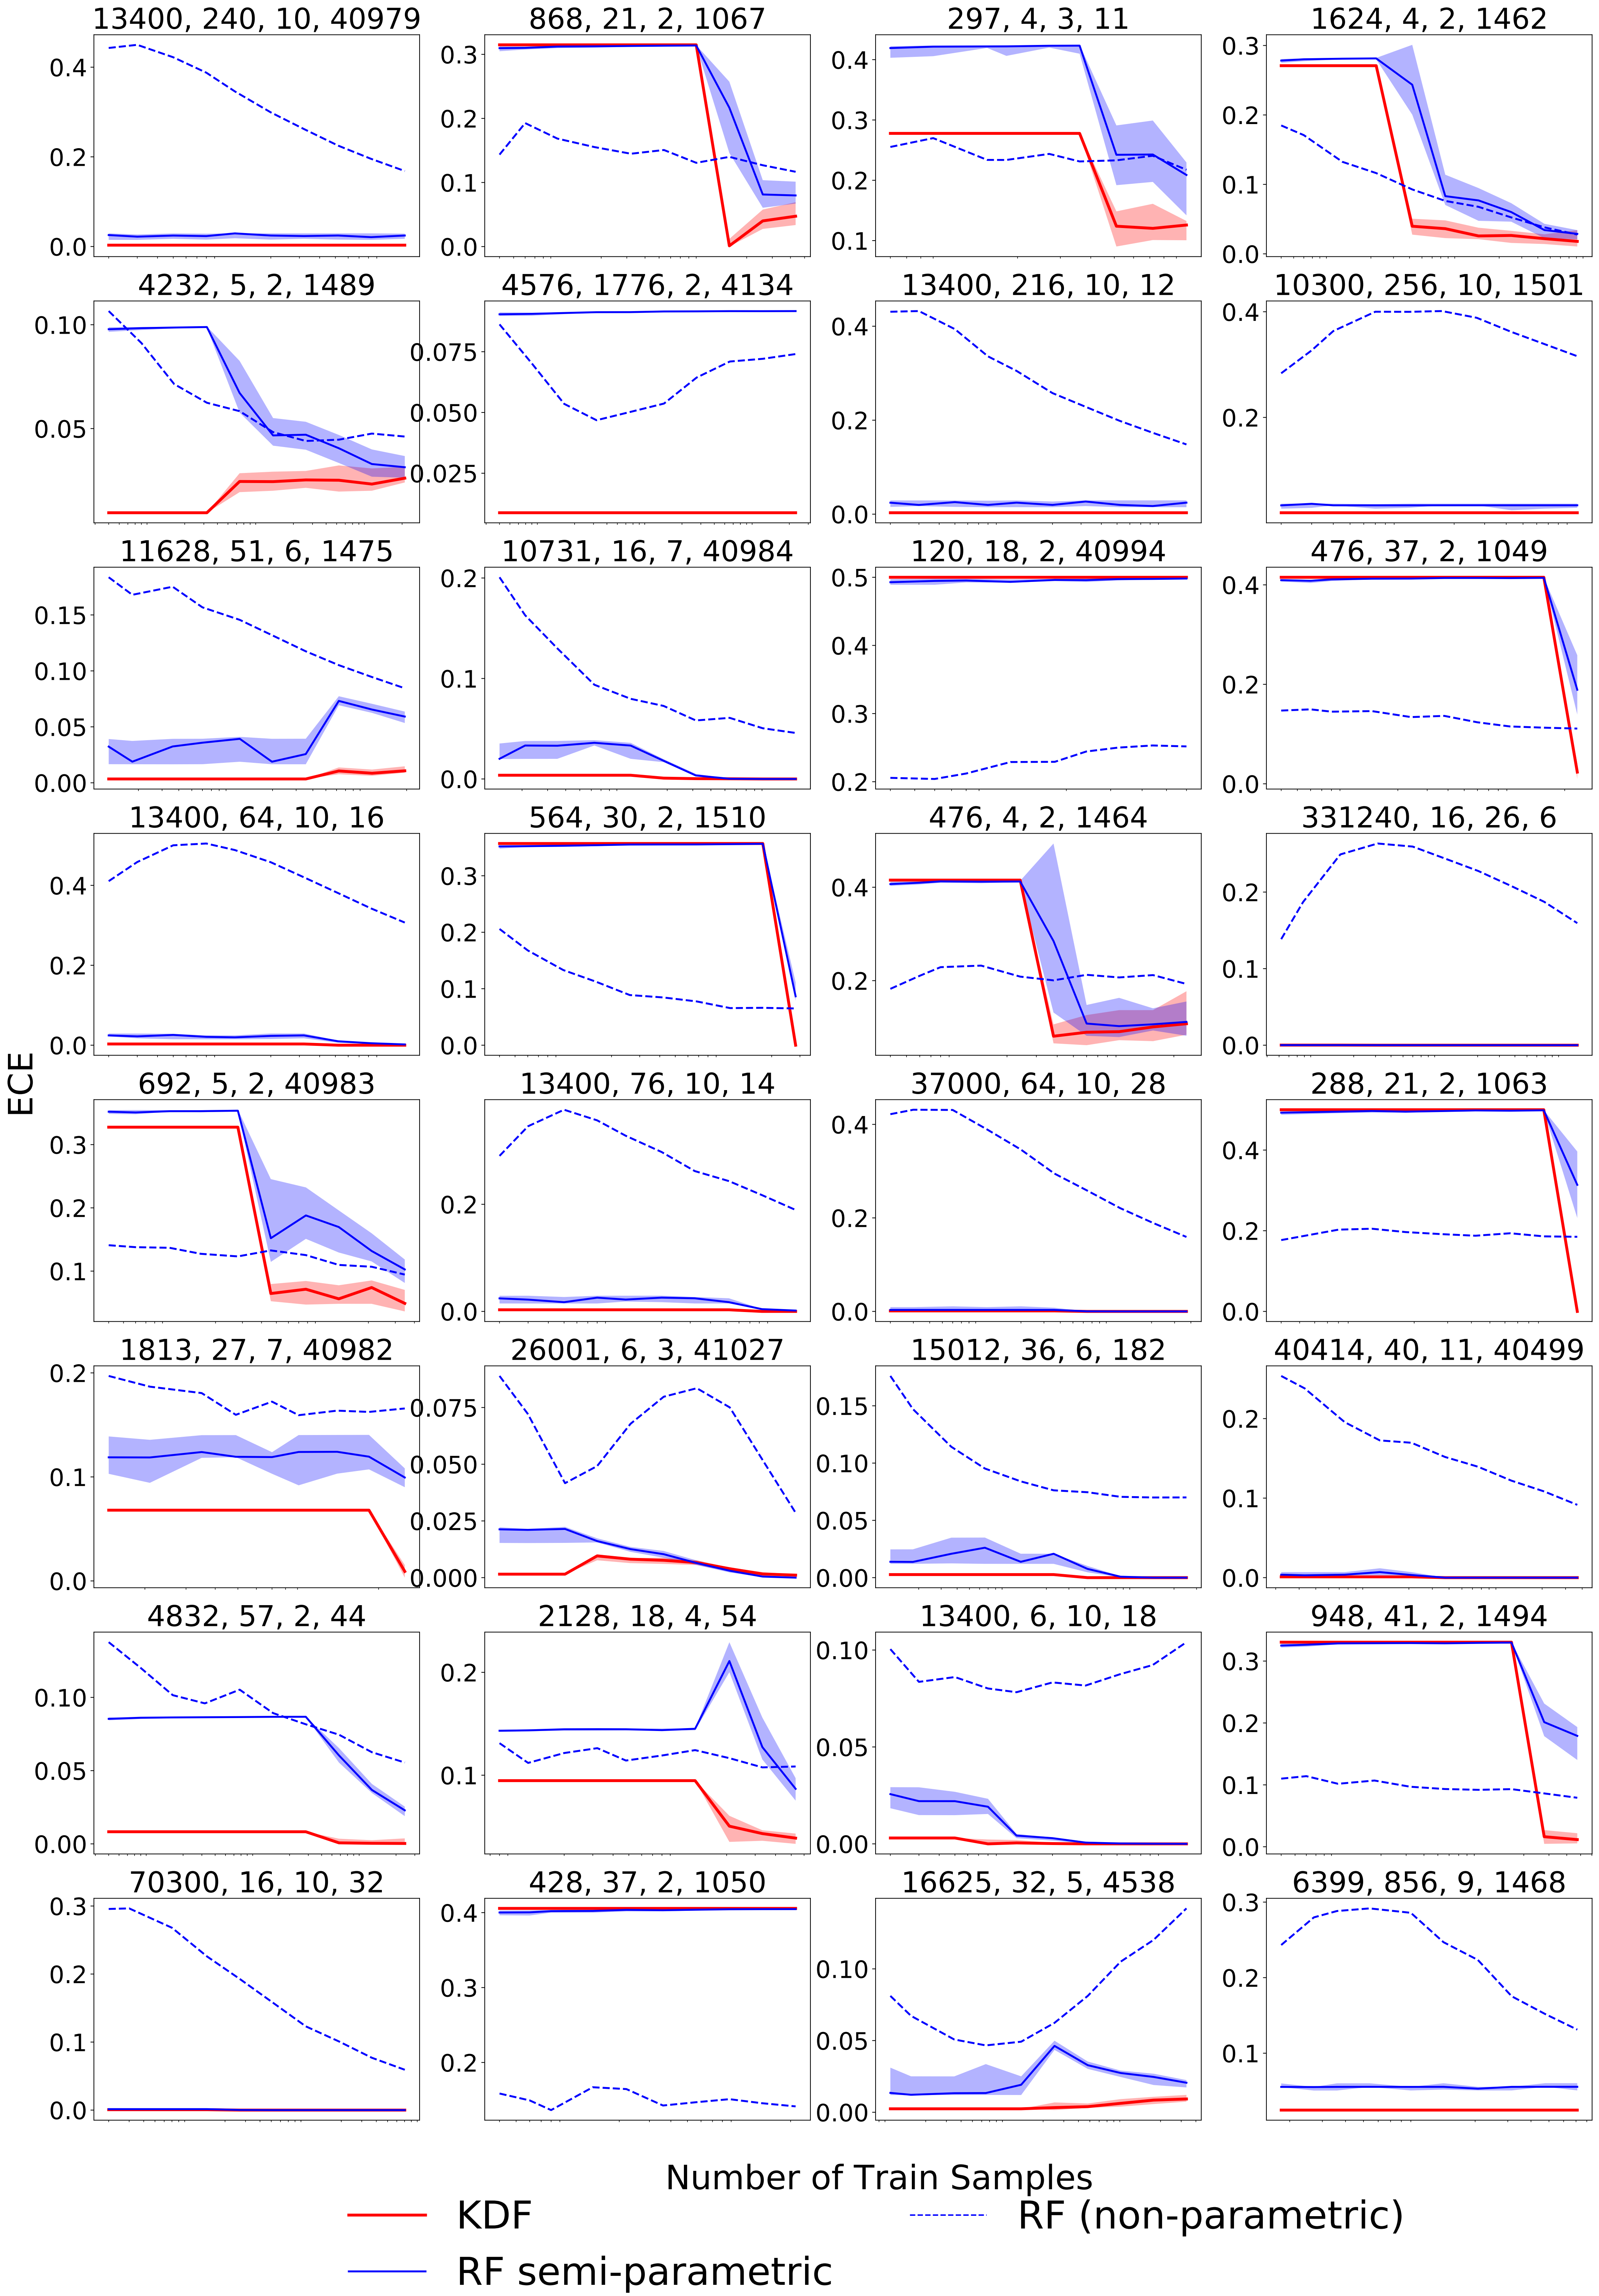 13400, 240, 10, 40979
868, 21, 2, 1067
297, 4, 3, 11
1624, 4, 2, 1462
0.4
0.2
0.0
0.3
0.2
0.1
0.0
0.4
0.3
0.2
0.1
0.3
0.2
0.1
0.0
4232, 5, 2, 1489
4576, 1776, 2, 4134
13400, 216, 10, 12
10300, 256, 10, 1501
0.10
0.05
0.075
0.050
0.025
0.4
0.2
0.0
0.4
0.2
11628, 51, 6, 1475
10731, 16, 7, 40984
120, 18, 2, 40994
476, 37, 2, 1049
0.15
0.10
0.05
0.00
0.2
0.1
0.0
0.5
0.4
0.3
0.2
0.4
0.2
0.0
13400, 64, 10, 16
564, 30, 2, 1510
476, 4, 2, 1464
331240, 16, 26, 6
0.4
0.2
0.0
0.3
0.2
0.1
0.0
0.4
0.2
0.2
0.1
0.0
ECE
692, 5, 2, 40983
13400, 76, 10, 14
37000, 64, 10, 28
288, 21, 2, 1063
0.3
0.2
0.1
0.2
0.0
0.4
0.2
0.0
0.4
0.2
0.0
1813, 27, 7, 40982
26001, 6, 3, 41027
15012, 36, 6, 182
40414, 40, 11, 40499
0.2
0.1
0.0
0.075
0.050
0.025
0.000
0.15
0.10
0.05
0.00
0.2
0.1
0.0
4832, 57, 2, 44
2128, 18, 4, 54
13400, 6, 10, 18
948, 41, 2, 1494
0.10
0.05
0.00
0.2
0.1
0.10
0.05
0.00
0.3
0.2
0.1
0.0
70300, 16, 10, 32
428, 37, 2, 1050
16625, 32, 5, 4538
6399, 856, 9, 1468
0.3
0.2
0.1
0.0
0.4
0.3
0.2
0.10
0.05
0.00
0.3
0.2
0.1
Number of Train Samples
KDF
RF (non-parametric)
RF semi-parametric